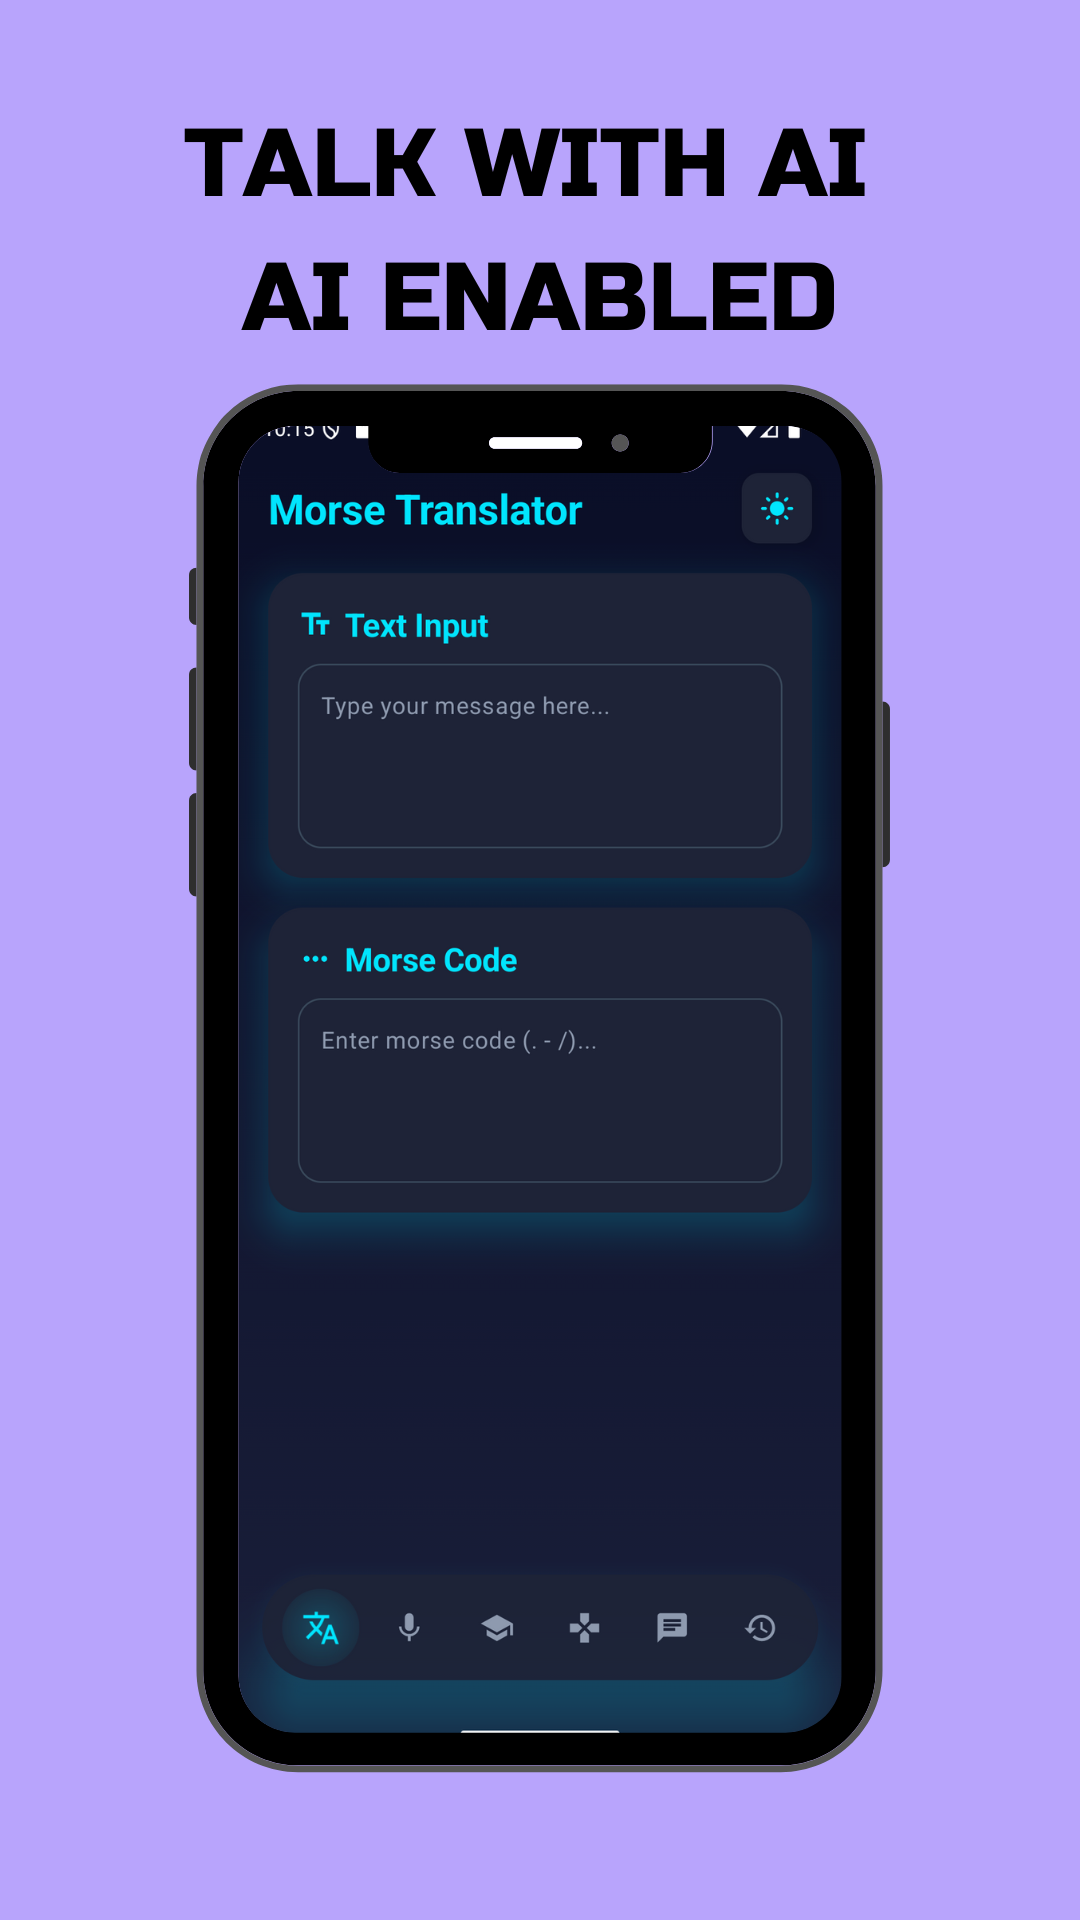 TALK WITH AI
AI ENABLED
10:15
Morse Translator
Text Input
Type your message here...
Morse Code
Enter morse code (. - /)...